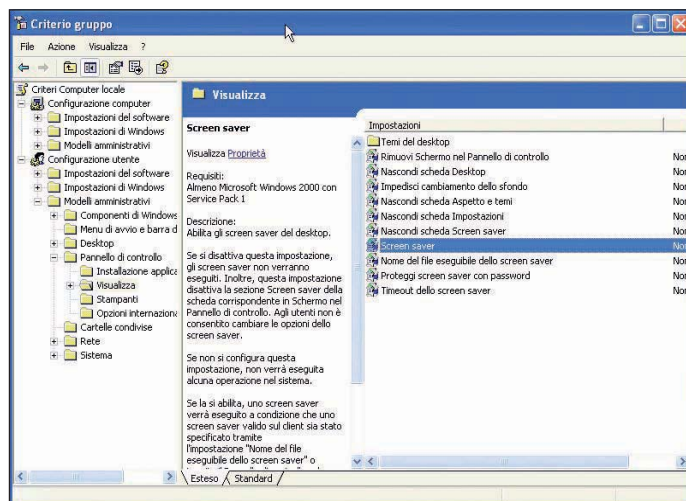 Criterio gruppo
File Azione Visualizza ?
Criteri Computer locale
Configurazione computer
Impostazioni del software
Impostazioni di Windows
Modelli amministrativi
Configurazione utente
Impostazioni del software
Impostazioni di Windows
Modelli amministrativi
Componenti di Windows
Menu di avvio e barra d
Desktop
Pannello di controllo
Installazione applica
Visualizza
Stampanti
Opzioni internaziona
Cartelle condivise
Rete
Sistema
Visualizza
Screen saver
Visualizza Proprietà
Requisiti:
Almeno Microsoft Windows 2000 con
Service Pack 1
Descrizione:
Abilita gli screen saver del desktop.
Se si disattiva questa impostazione,
gli screen saver non verranno
eseguiti. Inoltre, questa impostazione
disattiva la sezione Screen saver della
scheda corrispondente in Schermo nel
Pannello di controllo. Agli utenti non è
consentito cambiare le opzioni dello
screen saver.
Se non si configura questa
impostazione, non verrà eseguita
alcuna operazione nel sistema.
Se la si abilita, uno screen saver
verrà eseguito a condizione che uno
screen saver valido sul client sia stato
specificato tramite
l'impostazione "Nome del file
eseguibile dello screen saver" o
Impostazioni
Temi del desktop
Rimuovi Schermo nel Pannello di controllo Nor
Nascondi scheda Desktop Nor
Impedisci cambiamento dello sfondo Nor
Nascondi scheda Aspetto e temi Nor
Nascondi scheda Impostazioni Nor
Nascondi scheda Screen saver Nor
Screen saver Nor
Nome del file eseguibile dello screen saver Nor
Proteggi screen saver con password Nor
Timeout dello screen saver Nor
Esteso Standard